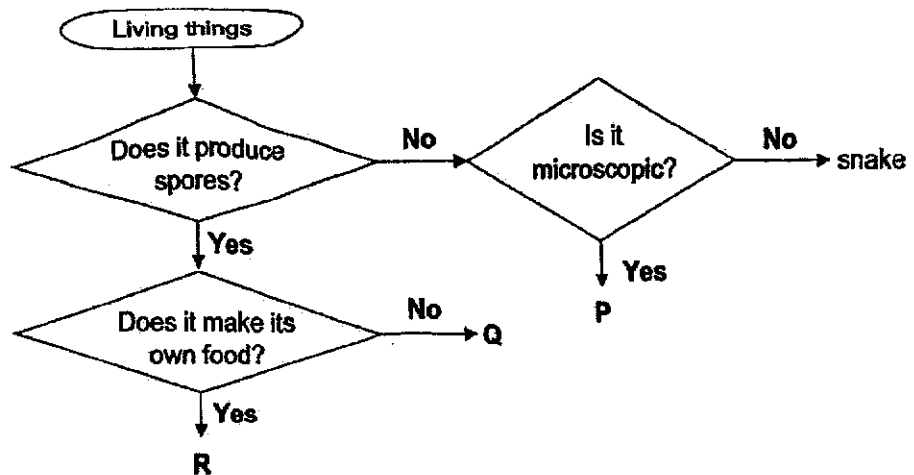 Living things
Does it produce
spores?
No
Is it
microscopic?
No
snake
Yes
Yes
P
Does it make its
own food?
No
Q
Yes
R